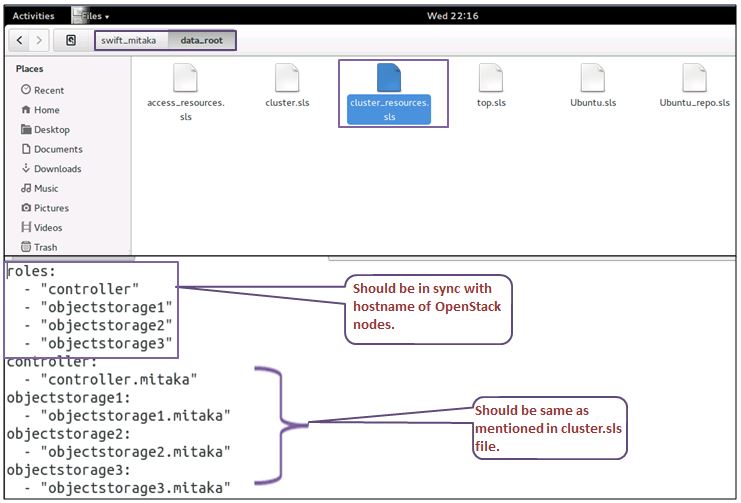 Activities
Files
Wed 22:16
swift_mitaka
data_root
Places
Recent
Home
Desktop
Documents
Downloads
Music
Pictures
Videos
Trash
access_resources.
sls
cluster.sls
cluster_resources.
sls
top.sls
Ubuntu.sls
Ubuntu_repo.sls
roles:
- "controller"
- "objectstorage1"
- "objectstorage2"
- "objectstorage3"
controller:
- "controller.mitaka"
objectstorage1:
- "objectstorage1.mitaka"
objectstorage2:
- "objectstorage2.mitaka"
objectstorage3:
- "objectstorage3.mitaka"
Should be in sync with
hostname of OpenStack
nodes.
Should be same as
mentioned in cluster.sls
file.